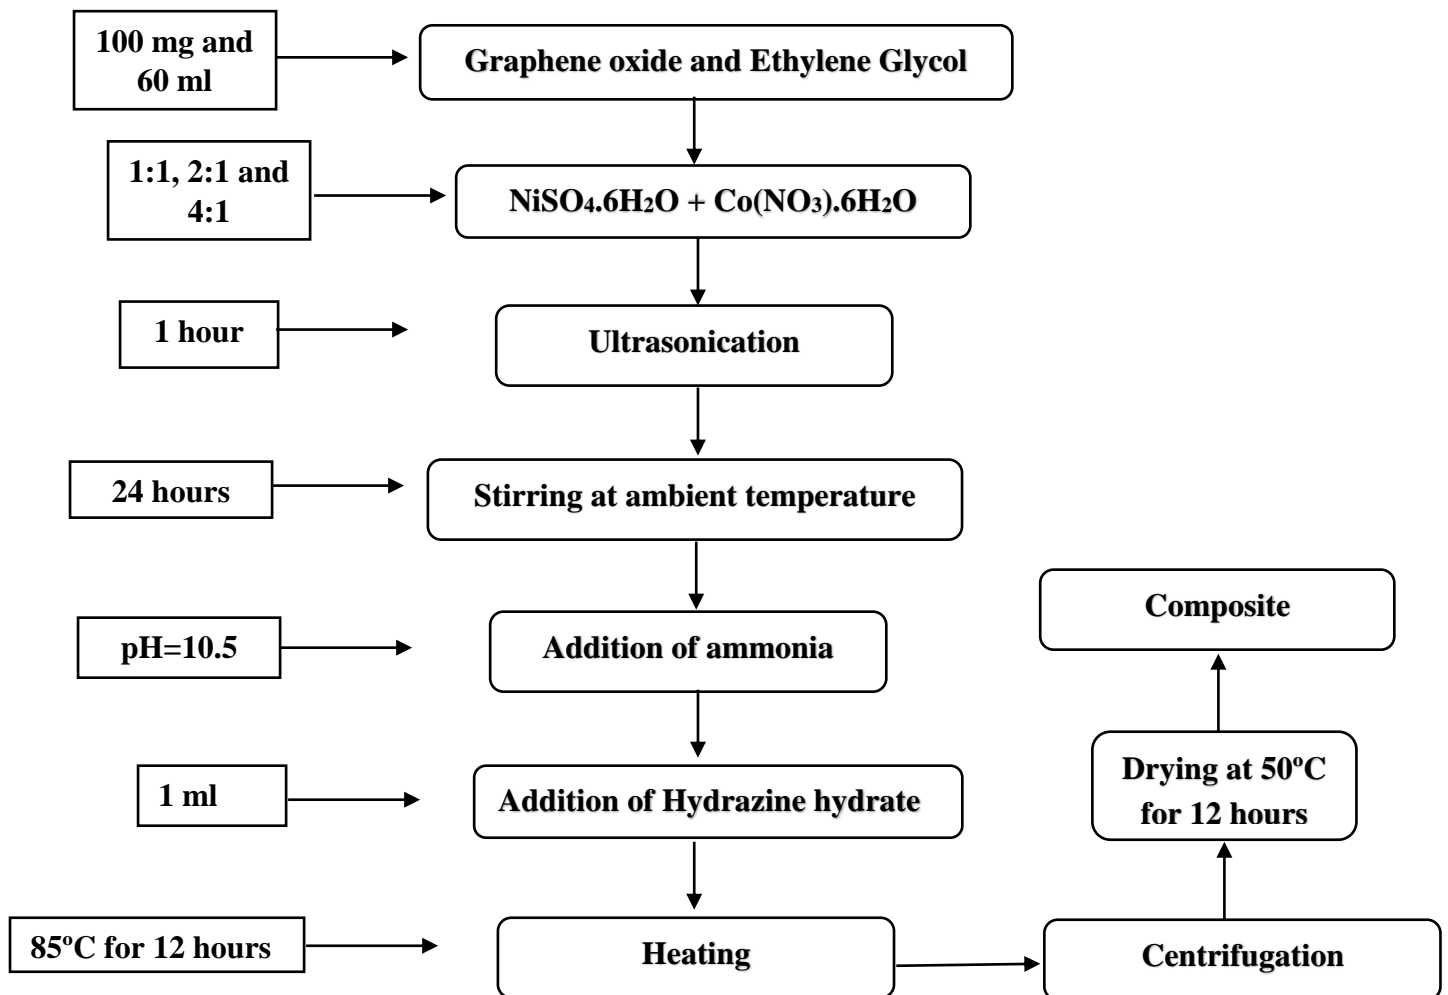 100 mg and
60 ml
Graphene oxide and Ethylene Glycol
1:1, 2:1 and
4:1
NiSO₄.6H₂O + Co(NO₃).6H₂O
1 hour
Ultrasonication
24 hours
Stirring at ambient temperature
pH=10.5
Addition of ammonia
1 ml
Addition of Hydrazine hydrate
85ºC for 12 hours
Heating
Centrifugation
Drying at 50ºC
for 12 hours
Composite